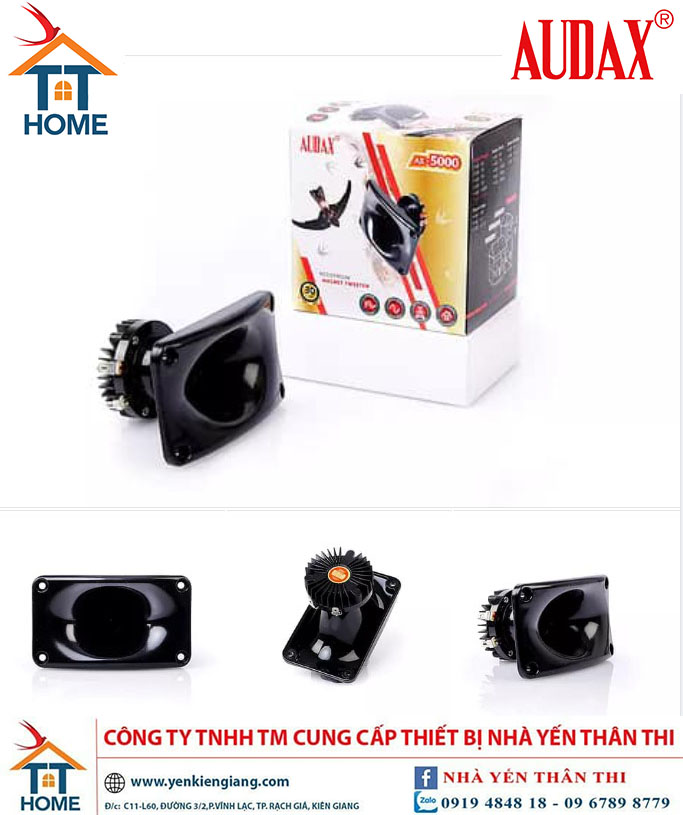 TT
HOME
AUDAX®
AUDAX
AX-5000
MAGNET TWEETER
CÔNG TY TNHH TM CUNG CẤP THIẾT BỊ NHÀ YẾN THÂN THI
TT
HOME
www.yenkiengiang.com
NHÀ YẾN THÂN THI
Đ/c: C11-L60, ĐƯỜNG 3/2,P.VĨNH LẠC,TP. RẠCH GIÁ, KIÊN GIANG
Zalo 0919 4848 18 - 09 6789 8779